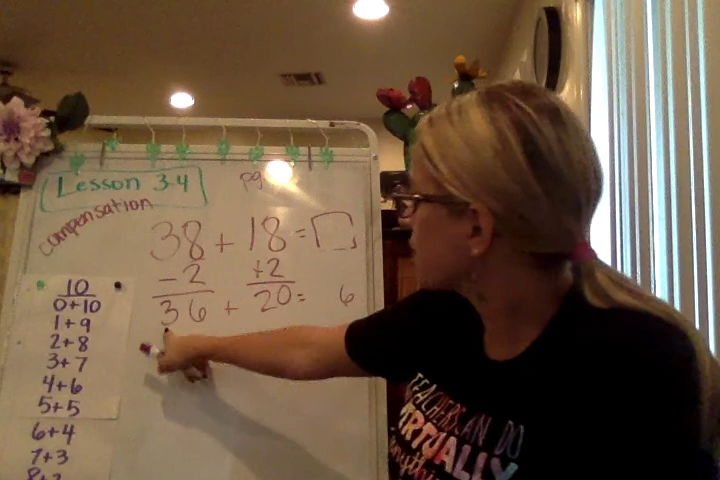 Lesson 3-4
pg
compensation
38 + 18 = □
- 2 +2
36 + 20 = 6
10
0+10
1+9
2+8
3+7
4+6
5+5
6+4
7+3
TEACHERS CAN DO
VIRTUALLY
anything